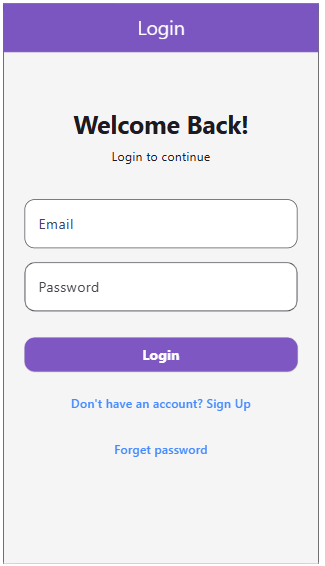 Login
Welcome Back!
Login to continue
Email
Password
Login
Don't have an account? Sign Up
Forget password